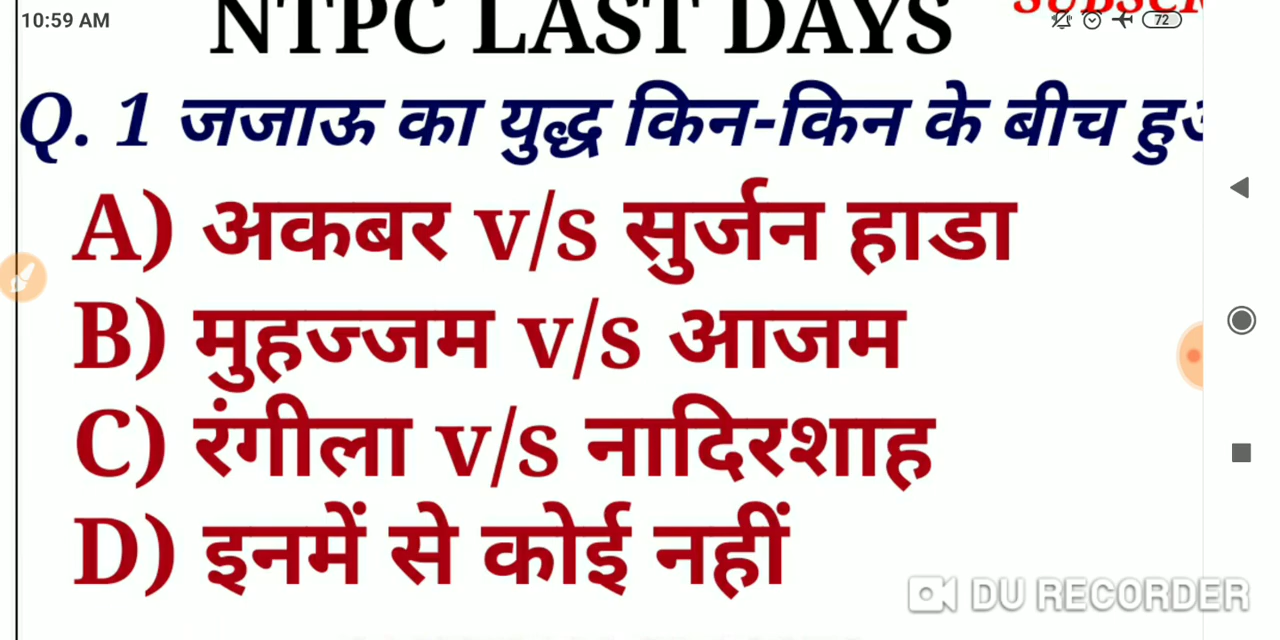 10:59 AM
72
NTPC LAST DAYS
Q. 1 जजाऊ का युद्ध किन-किन के बीच
A) अकबर v/s सुर्जन हाडा
B) मुहज्जम v/s आजम
C) रंगीला v/s नादिरशाह
D) इनमें से कोई नहीं
DU RECORDER